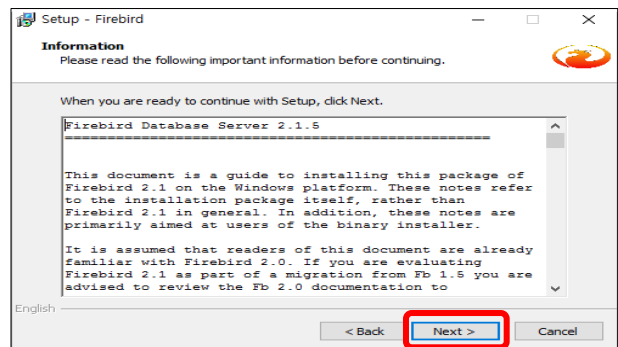 Setup - Firebird
Information
Please read the following important information before continuing.
When you are ready to continue with Setup, click Next.
Firebird Database Server 2.1.5
==================================================
This document is a guide to installing this package of
Firebird 2.1 on the Windows platform. These notes refer
to the installation package itself, rather than
Firebird 2.1 in general. In addition, these notes are
primarily aimed at users of the binary installer.
It is assumed that readers of this document are already
familiar with Firebird 2.0. If you are evaluating
Firebird 2.1 as part of a migration from Fb 1.5 you are
advised to review the Fb 2.0 documentation to
English
< Back Next > Cancel